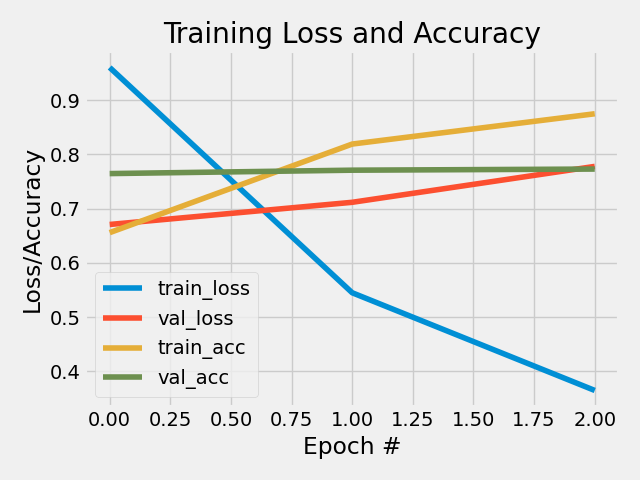 Training Loss and Accuracy
Loss/Accuracy
0.9
0.8
0.7
0.6
0.5
0.4
train_loss
val_loss
train_acc
val_acc
0.00 0.25 0.50 0.75 1.00 1.25 1.50 1.75 2.00
Epoch #